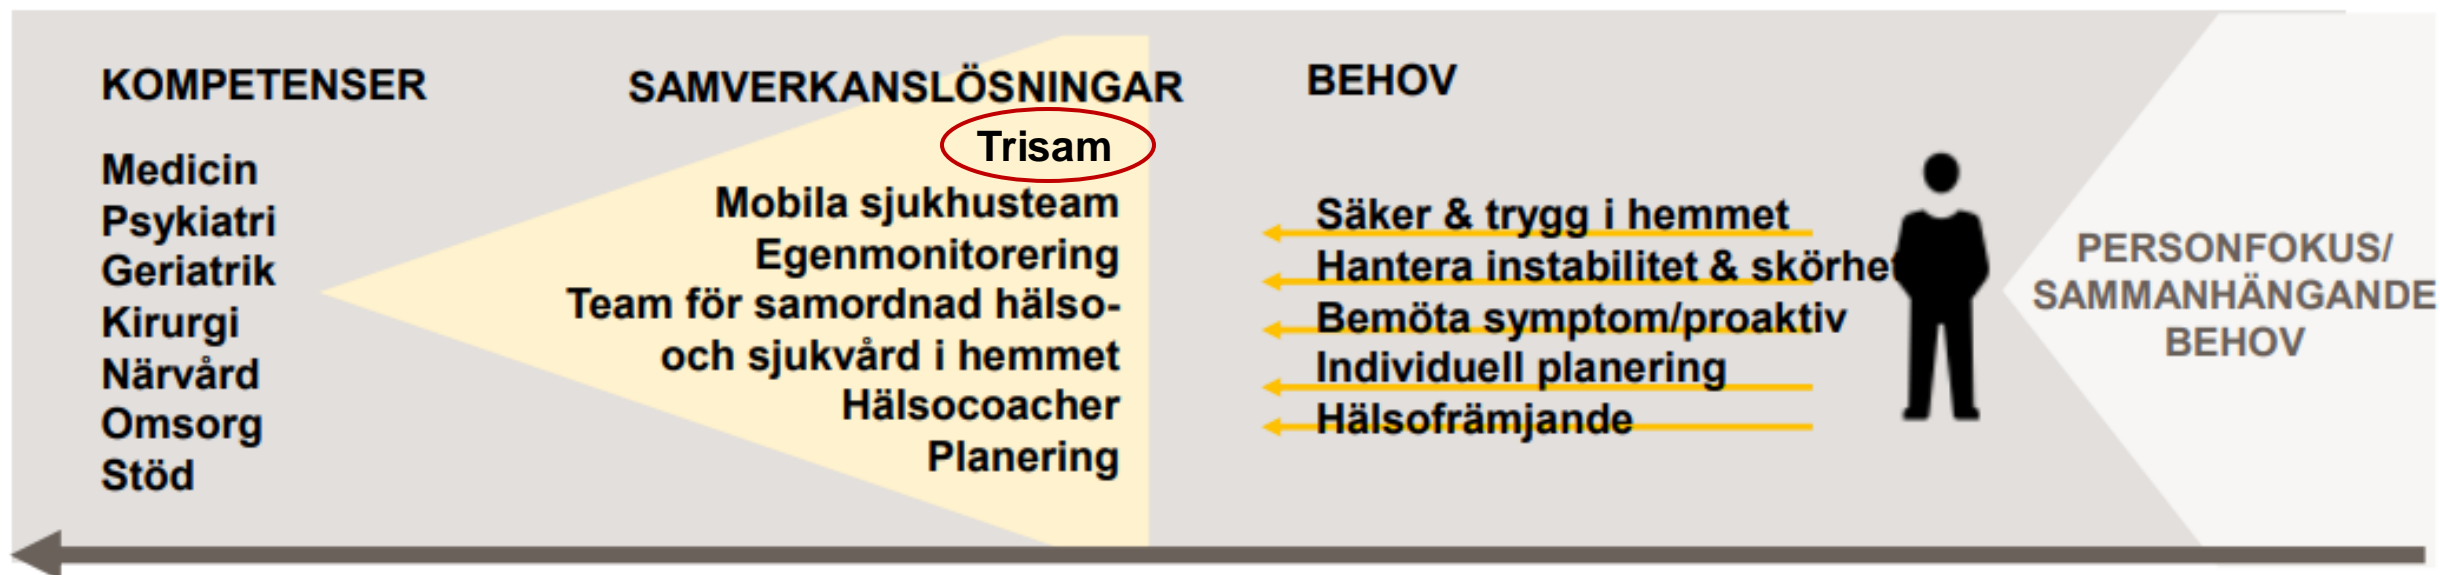 KOMPETENSER
Medicin
Psykiatri
Geriatrik
Kirurgi
Närvård
Omsorg
Stöd
SAMVERKANSLÖSNINGAR
Trisam
Mobila sjukhusteam
Egenmonitorering
Team för samordnad hälso-
och sjukvård i hemmet
Hälsocoacher
Planering
BEHOV
Säker & trygg i hemmet
Hantera instabilitet & skörhet
Bemöta symptom/proaktiv
Individuell planering
Hälsofrämjande
PERSONFOKUS/
SAMMANHÄNGANDE
BEHOV